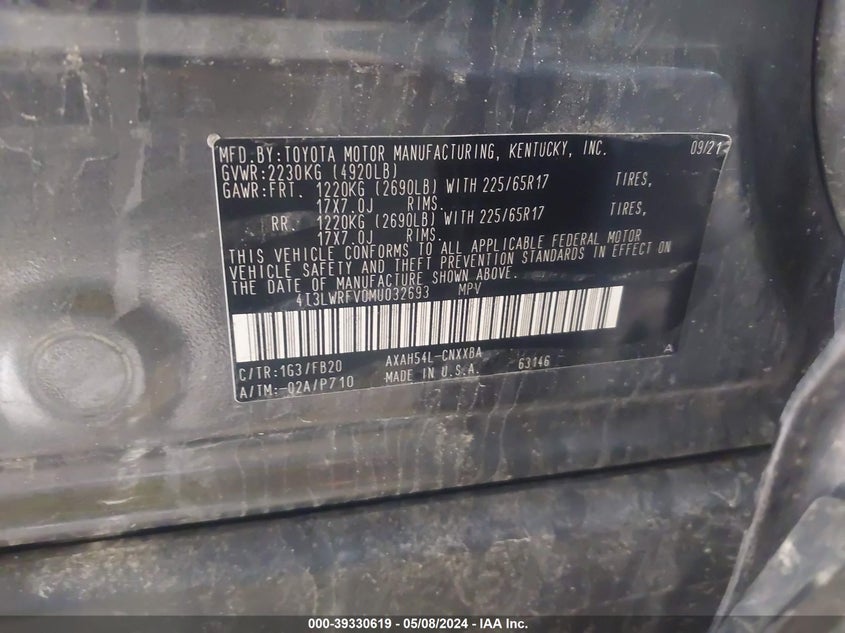 MFD.BY:TOYOTA MOTOR MANUFACTURING, KENTUCKY, INC. 09/21
GVWR:2230KG (4920LB)
GAWR:FRT. 1220KG (2690LB) WITH 225/65R17 TIRES,
17X7.0J RIMS.
RR. 1220KG (2690LB) WITH 225/65R17 TIRES,
17X7.0J RIMS.
THIS VEHICLE CONFORMS TO ALL APPLICABLE FEDERAL MOTOR
VEHICLE SAFETY AND THEFT PREVENTION STANDARDS IN EFFECT ON
THE DATE OF MANUFACTURE SHOWN ABOVE.
4T3LWRFV0MU032693 MPV
C/TR:1G3/FB20 AXAH54L-CNXXBA 63146 A
A/TM:-02A/P710 MADE IN U.S.A.
000-39330619 - 05/08/2024 - IAA Inc.